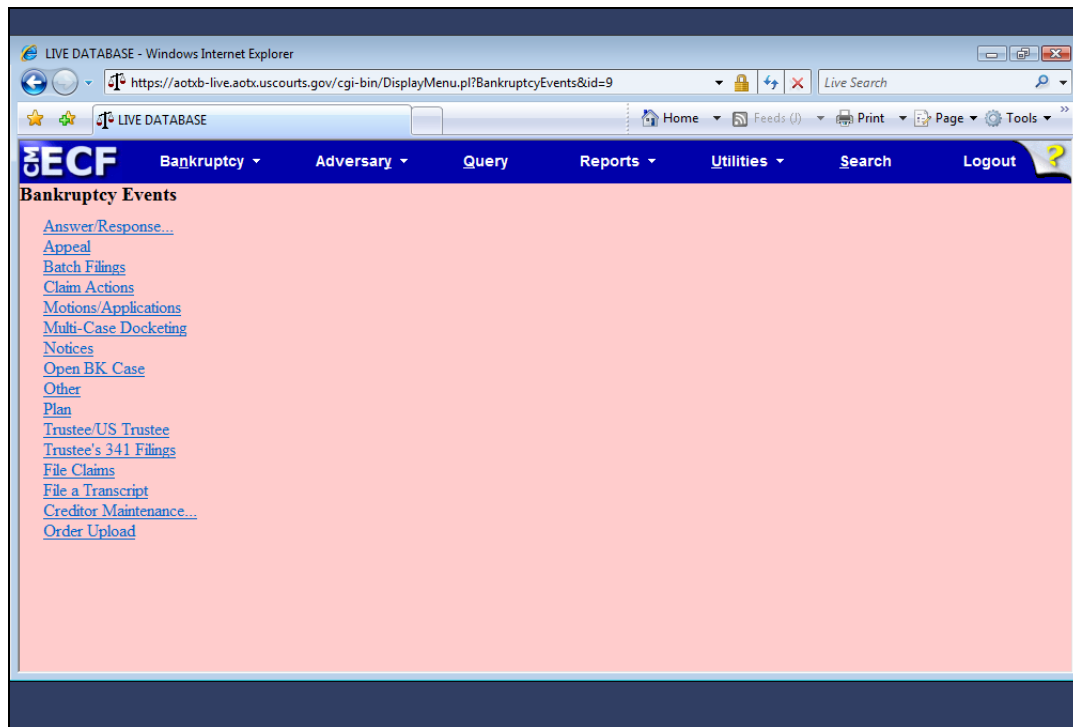 LIVE DATABASE - Windows Internet Explorer
https://aotxb-live.aotx.uscourts.gov/cgi-bin/DisplayMenu.pl?BankruptcyEvents&id=9 Live Search
LIVE DATABASE Home Feeds (J) Print Page Tools »
CM ECF Bankruptcy Adversary Query Reports Utilities Search Logout ?
Bankruptcy Events
Answer/Response...
Appeal
Batch Filings
Claim Actions
Motions/Applications
Multi-Case Docketing
Notices
Open BK Case
Other
Plan
Trustee/US Trustee
Trustee's 341 Filings
File Claims
File a Transcript
Creditor Maintenance...
Order Upload